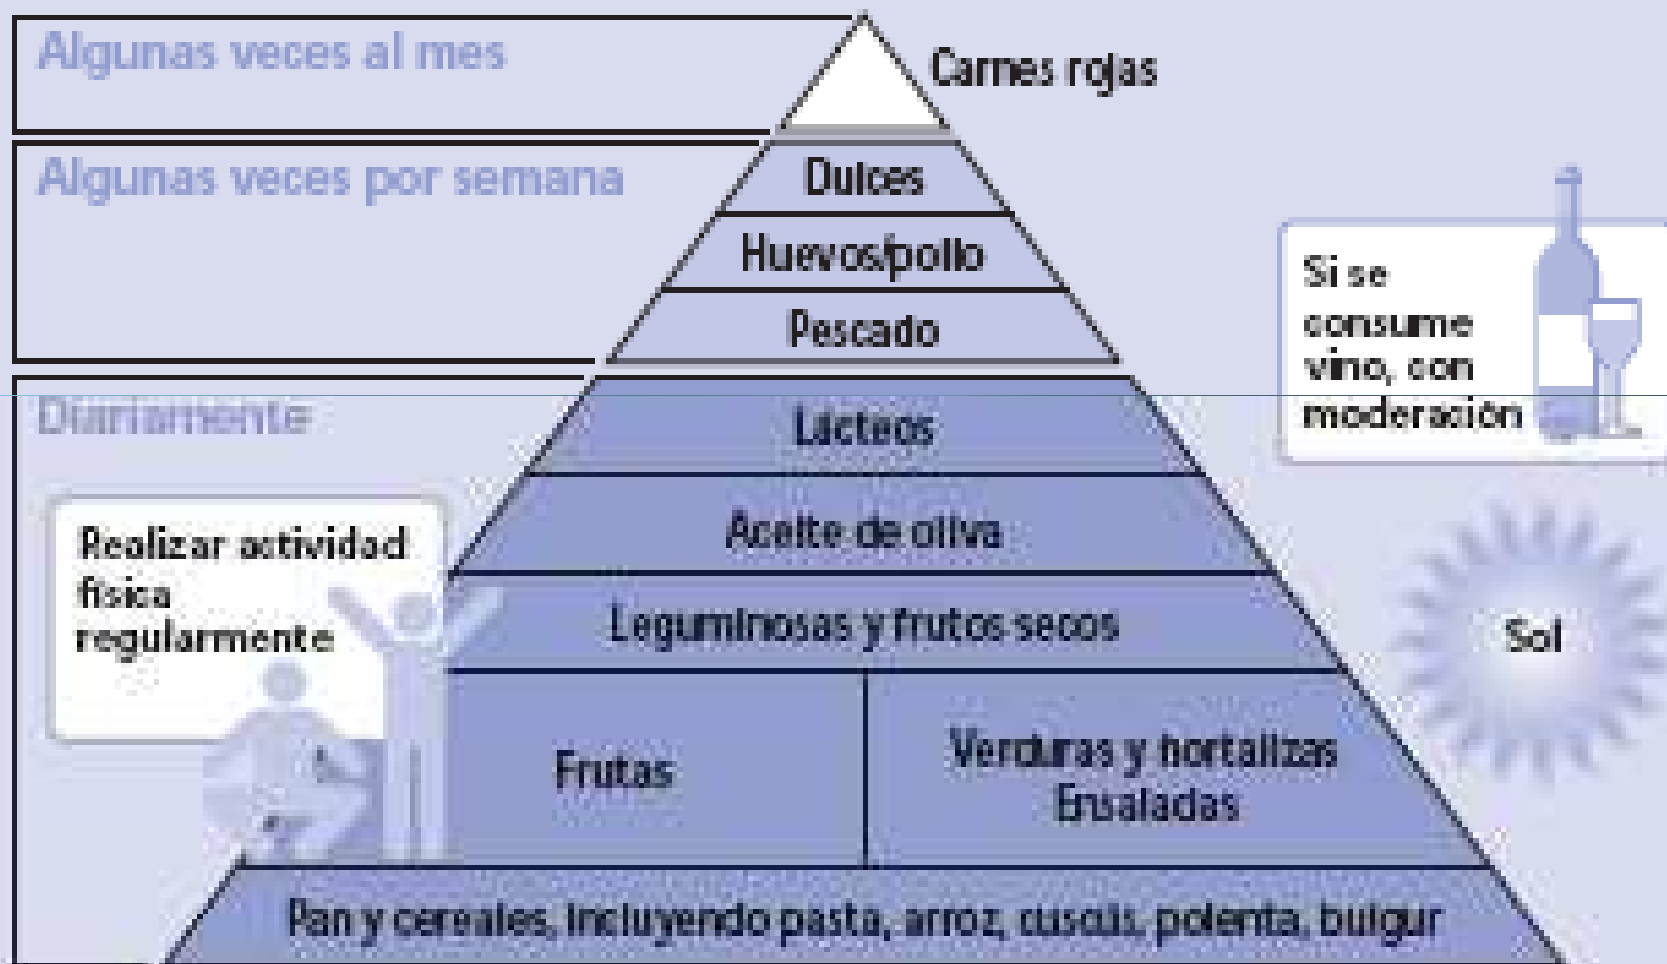 Algunas veces al mes
Carnes rojas
Algunas veces por semana
Dulces
Huevos/pollo
Pescado
Si se
consume
vino, con
moderación
Diariamente
Lácteos
Aceite de oliva
Realizar actividad
física
regularmente
Leguminosas y frutos secos
Sol
Frutas
Verduras y hortalizas
Ensaladas
Pan y cereales, incluyendo pasta, arroz, cuscús, polenta, bulgur